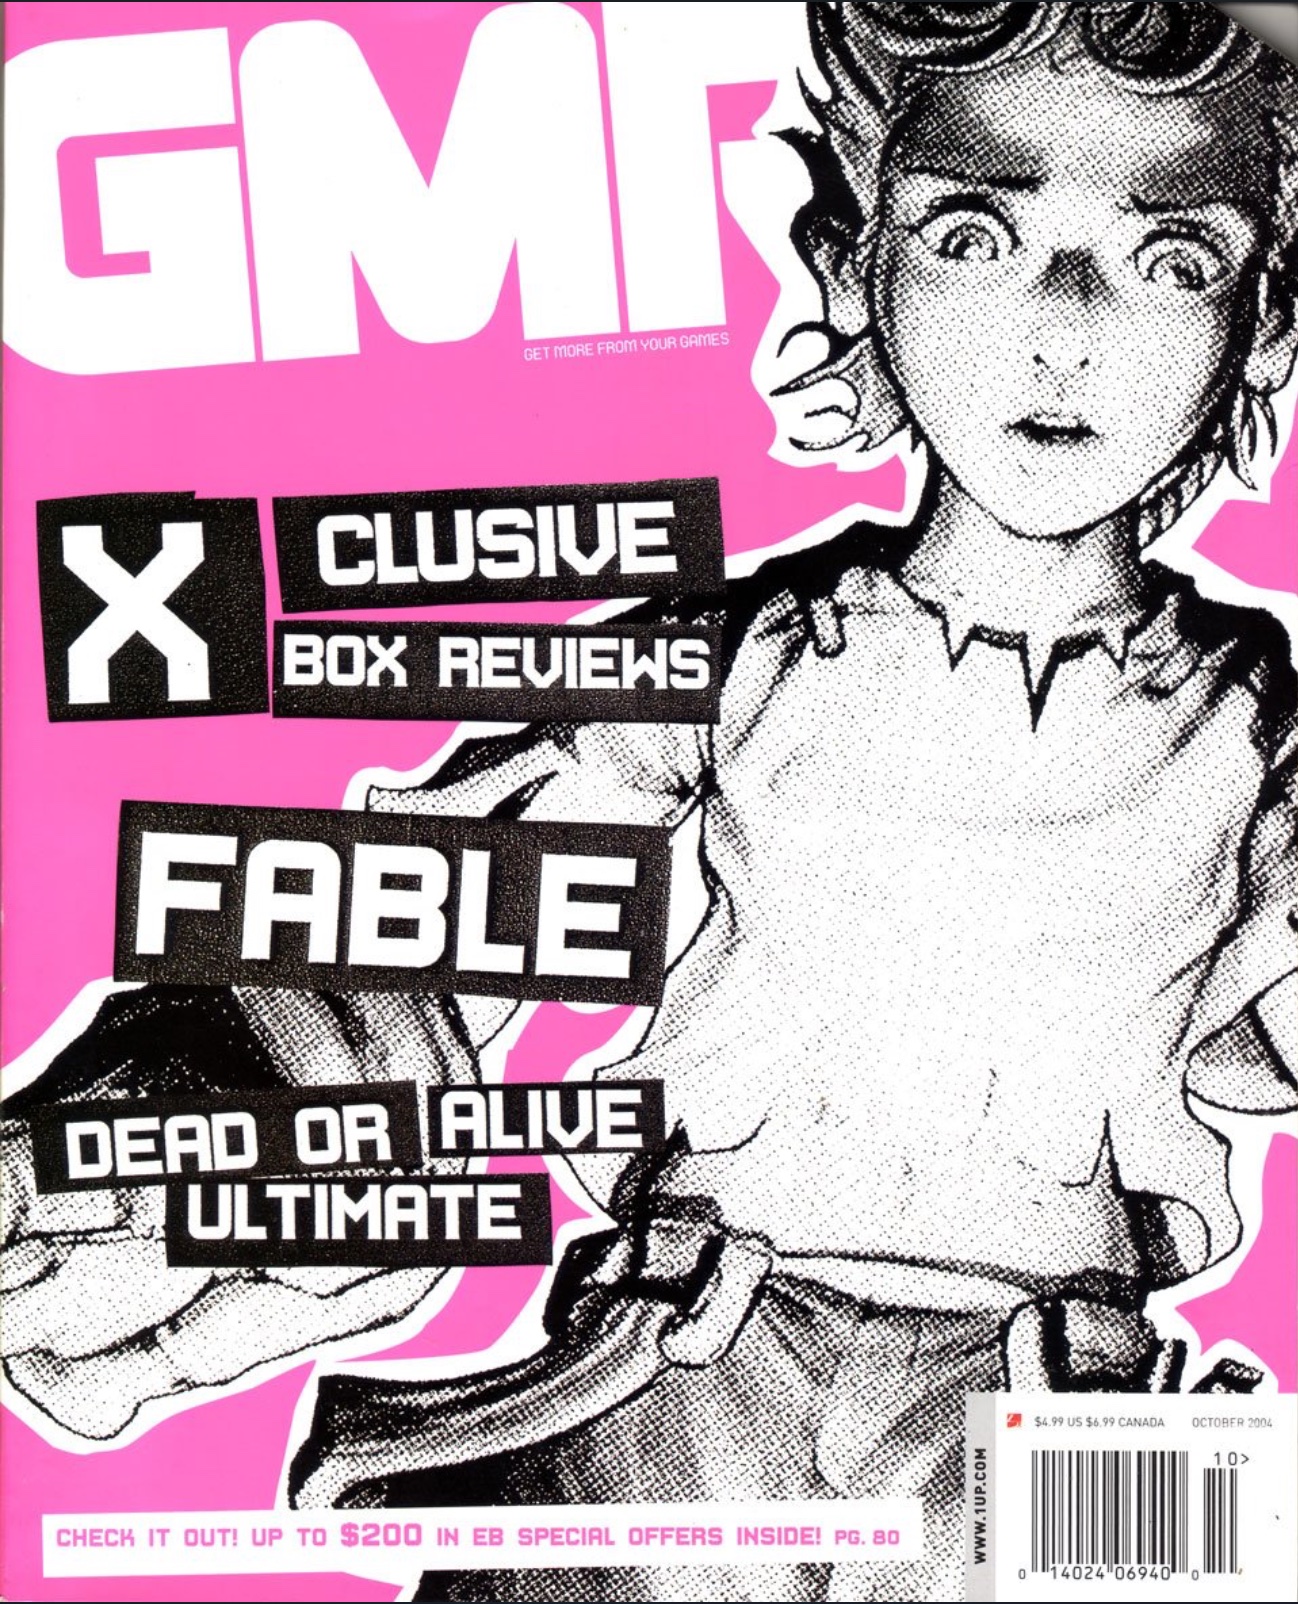 GMR
GET MORE FROM YOUR GAMES
X
CLUSIVE
BOX REVIEWS
FABLE
DEAD OR ALIVE
ULTIMATE
CHECK IT OUT! UP TO $200 IN EB SPECIAL OFFERS INSIDE! PG. 80
WWW.1UP.COM
$4.99 US $6.99 CANADA OCTOBER 2004
10>
0 14024 06940 0